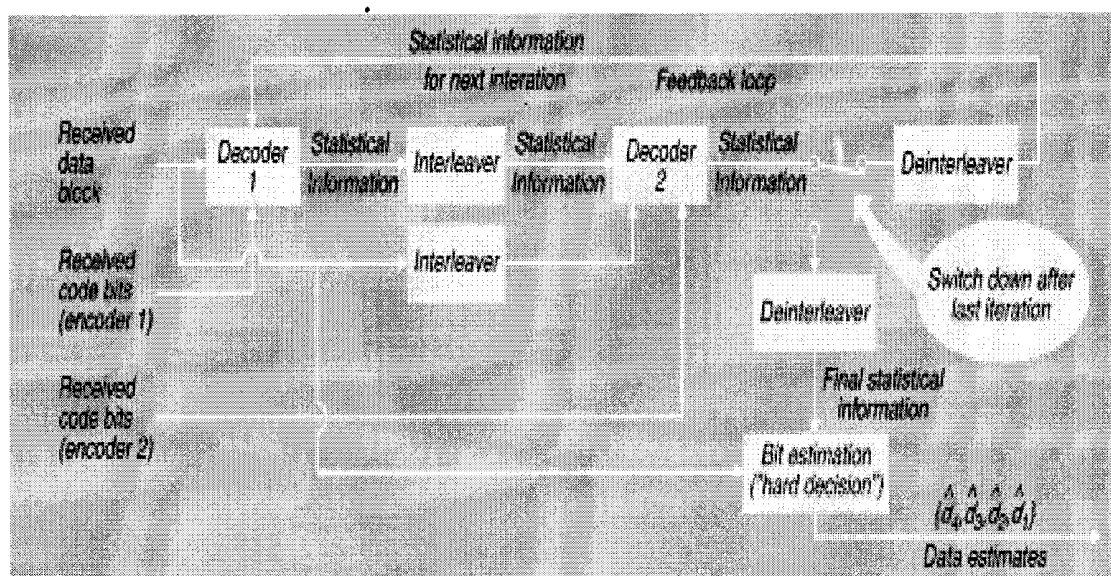 Statistical information
for next interation
Feedback loop
Received
data
block
Decoder
1
Statistical
Information
Interleaver
Statistical
Information
Decoder
2
Statistical
Information
Deinterleaver
Received
code bits
(encoder 1)
Interleaver
Switch down after
last iteration
Deinterleaver
Received
code bits
(encoder 2)
Final statistical
information
Bit estimation
("hard decision")
(d̂4,d̂3,d̂2,d̂1)
Data estimates